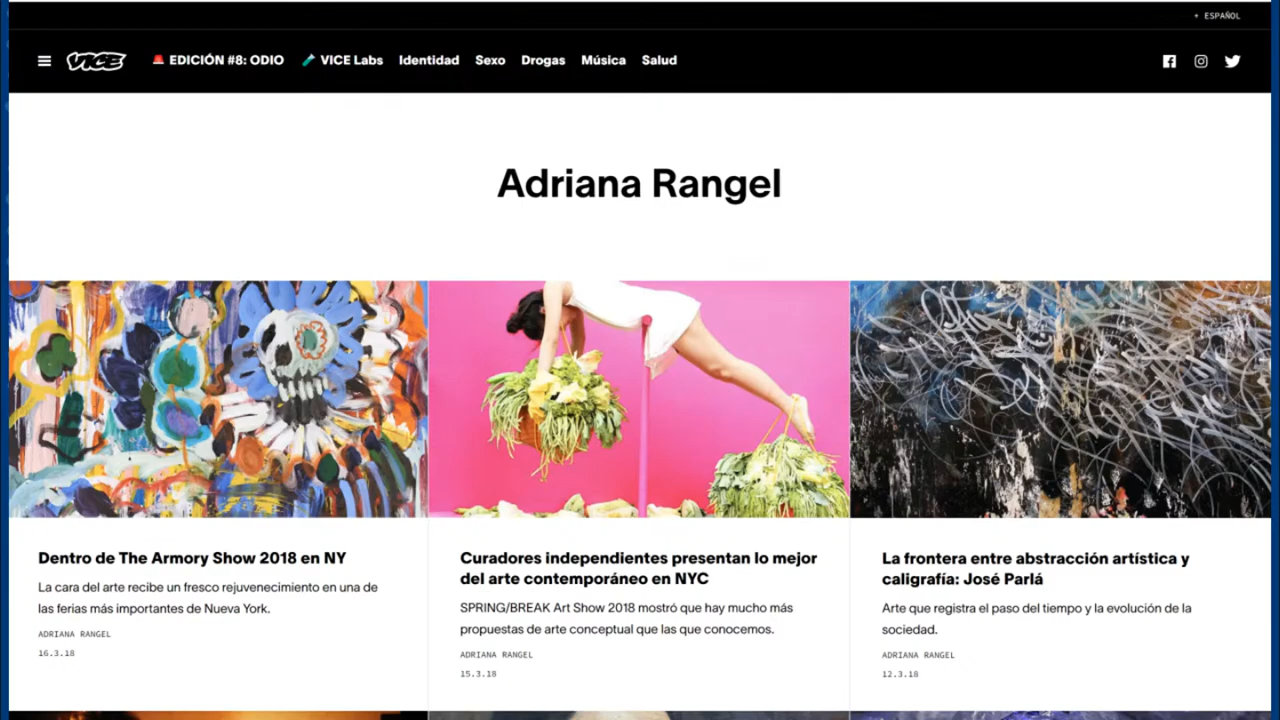 + ESPAÑOL
VICE EDICIÓN #8: ODIO VICE Labs Identidad Sexo Drogas Música Salud
Adriana Rangel
Dentro de The Armory Show 2018 en NY
La cara del arte recibe un fresco rejuvenecimiento en una de
las ferias más importantes de Nueva York.
ADRIANA RANGEL
16.3.18
Curadores independientes presentan lo mejor
del arte contemporáneo en NYC
SPRING/BREAK Art Show 2018 mostró que hay mucho más
propuestas de arte conceptual que las que conocemos.
ADRIANA RANGEL
15.3.18
La frontera entre abstracción artística y
caligrafía: José Parlá
Arte que registra el paso del tiempo y la evolución de la
sociedad.
ADRIANA RANGEL
12.3.18